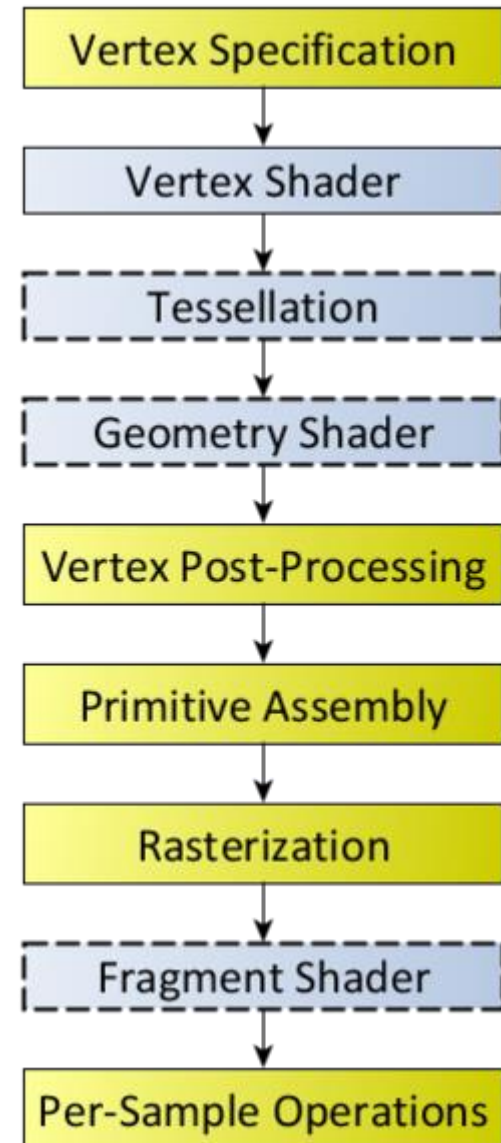 Vertex Specification
Vertex Shader
Tessellation
Geometry Shader
Vertex Post-Processing
Primitive Assembly
Rasterization
Fragment Shader
Per-Sample Operations